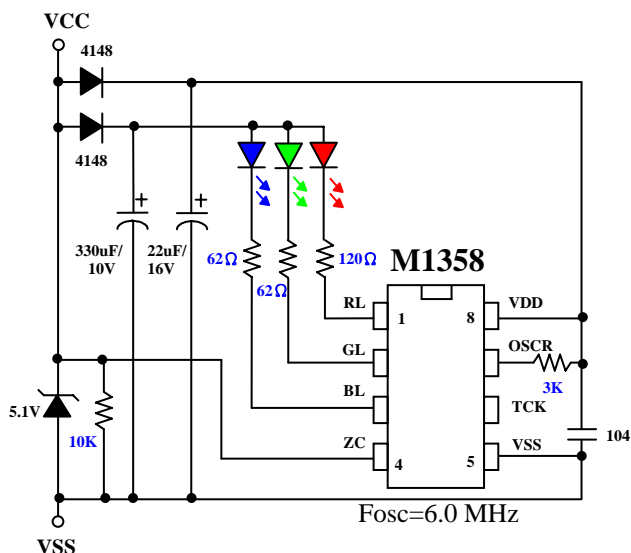 VCC
4148
4148
330uF/
10V
22uF/
16V
62Ω
62Ω
120Ω
M1358
RL
1
8
VDD
GL
OSCR
3K
BL
TCK
ZC
4
5
VSS
104
5.1V
10K
Fosc=6.0 MHz
VSS